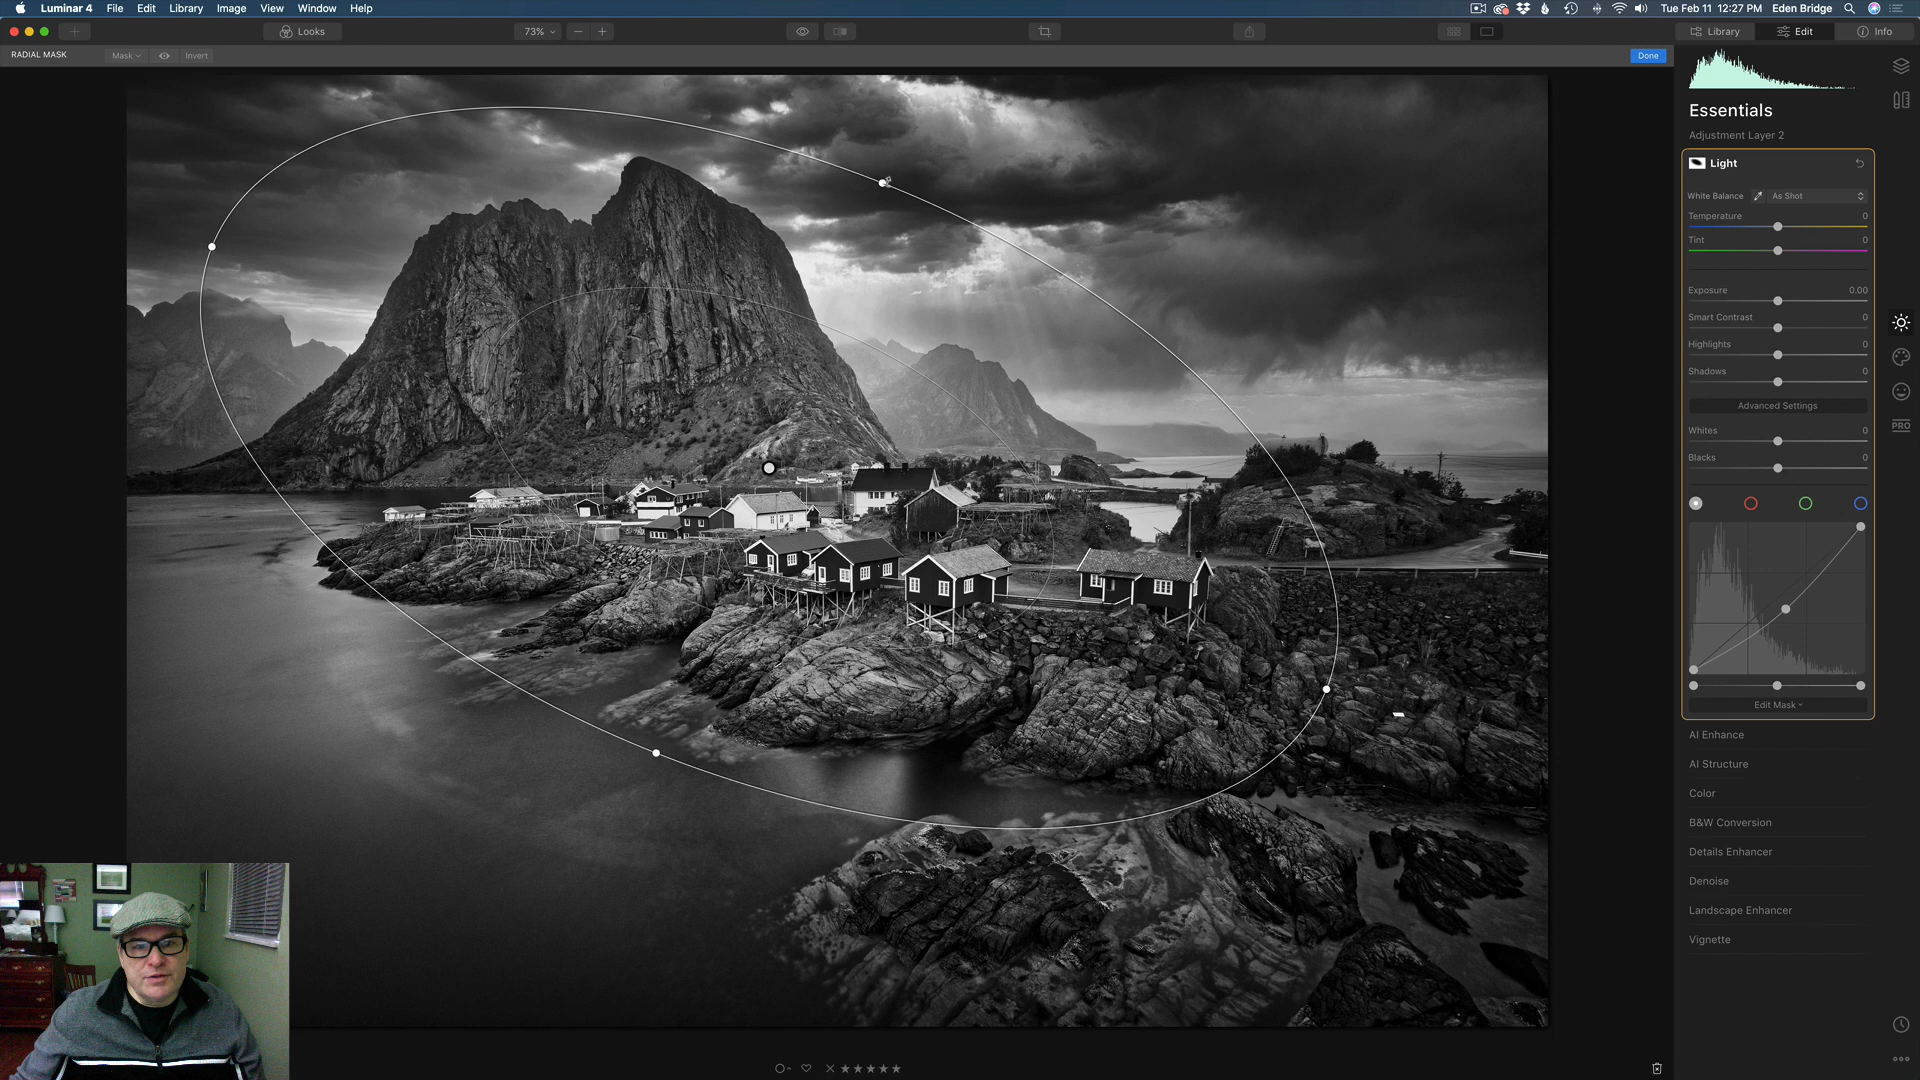 Luminar 4 File Edit Library Image View Window Help
Tue Feb 11 12:27 PM Eden Bridge
Looks
73%
Library
Edit
Info
RADIAL MASK
Mask
Invert
Done
Essentials
Adjustment Layer 2
Light
White Balance As Shot
Temperature 0
Tint 0
Exposure 0.00
Smart Contrast 0
Highlights 0
Shadows 0
Advanced Settings
Whites 0
Blacks 0
Edit Mask
AI Enhance
AI Structure
Color
B&W Conversion
Details Enhancer
Denoise
Landscape Enhancer
Vignette
PRO